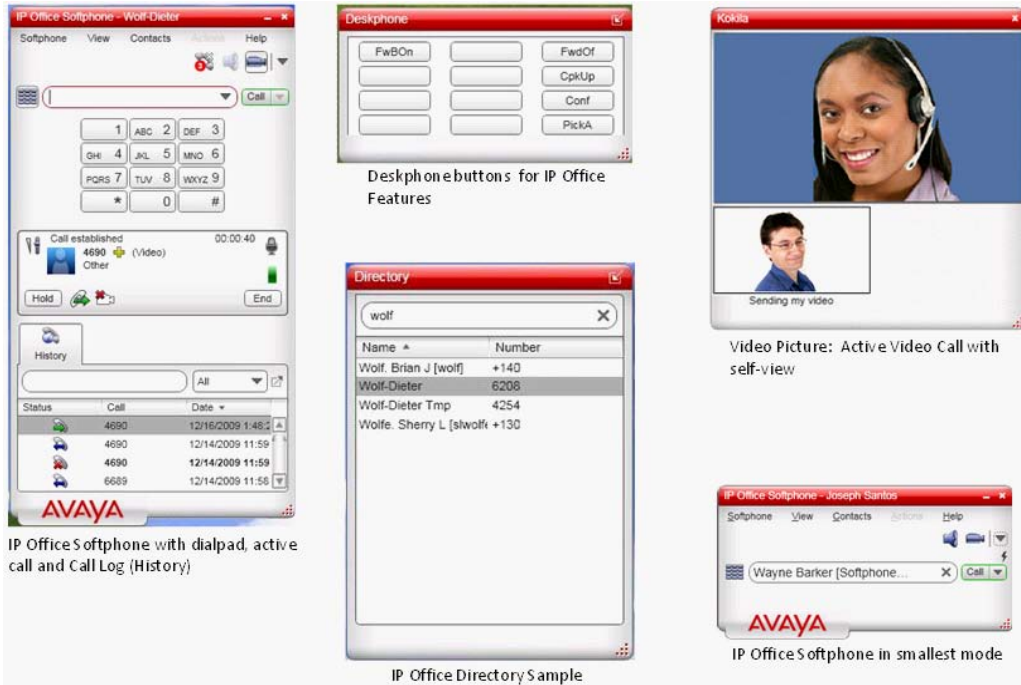 IP Office Softphone - Wolf-Dieter
Softphone View Contacts Actions Help
Call
1 ABC 2 DEF 3
GHI 4 JKL 5 MNO 6
PQRS 7 TUV 8 WXYZ 9
* 0 #
Call established 00:00:40
4690 (Video)
Other
Hold End
History
All
Status Call Date
4690 12/16/2009 1:48:2
4690 12/14/2009 11:59
4690 12/14/2009 11:59
6689 12/14/2009 11:58
AVAYA
IP Office Softphone with dialpad, active
call and Call Log (History)
Deskphone
FwBOn FwdOf
CpkUp
Conf
PickA
Deskphone buttons for IP Office
Features
Directory
wolf
Name Number
Wolf. Brian J [wolf] +140
Wolf-Dieter 6208
Wolf-Dieter Tmp 4254
Wolfe. Sherry L [slwolfe +130
IP Office Directory Sample
Kokila
Sending my video
Video Picture: Active Video Call with
self-view
IP Office Softphone - Joseph Santos
Softphone View Contacts Actions Help
Wayne Barker [Softphone... Call
AVAYA
IP Office Softphone in smallest mode